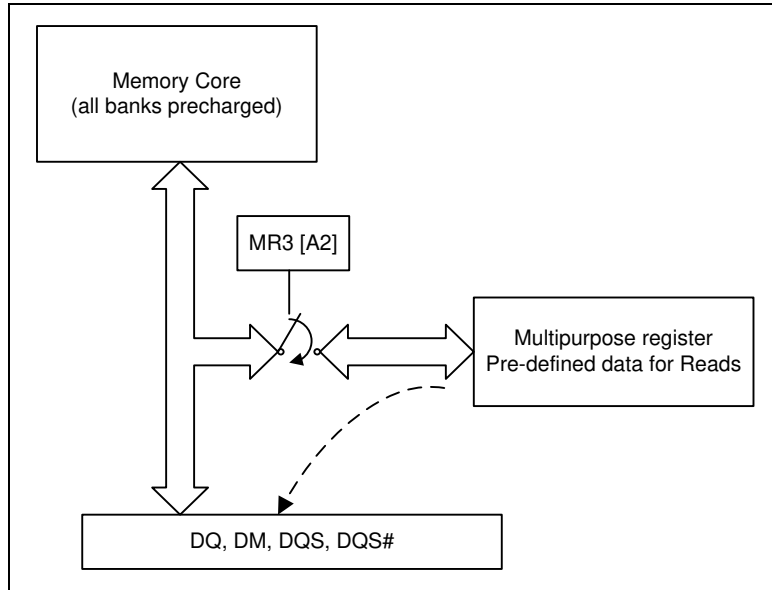 Memory Core
(all banks precharged)
MR3 [A2]
Multipurpose register
Pre-defined data for Reads
DQ, DM, DQS, DQS#